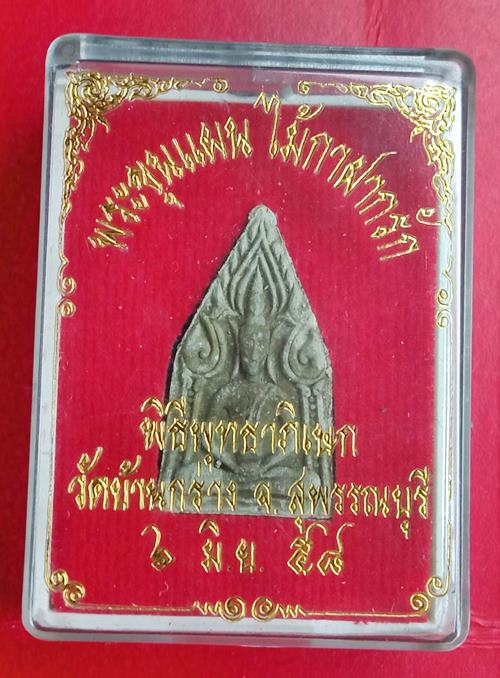 พระขุนแผน ไม้กาฝากรัก
พิธีพุทธาภิเษก
วัดบ้านกร่าง จ. สุพรรณบุรี
๖ มิ.ย. ๕๘